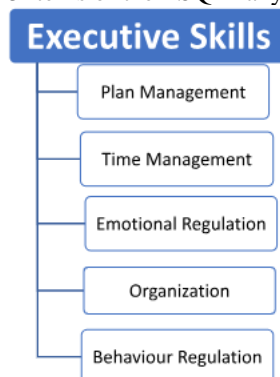 Executive Skills
Plan Management
Time Management
Emotional Regulation
Organization
Behaviour Regulation